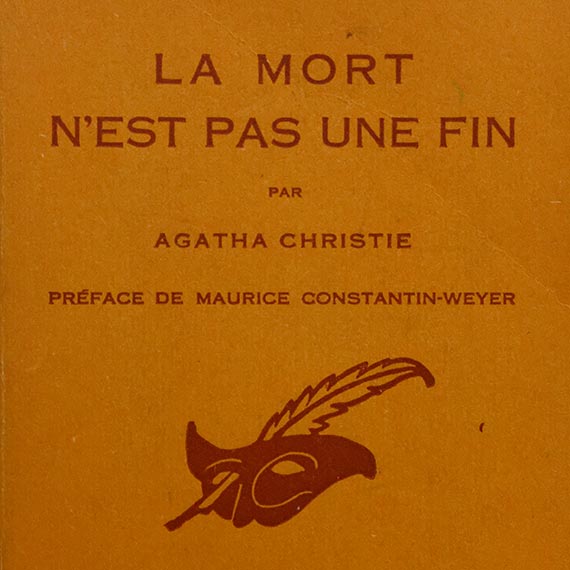 LA MORT
N'EST PAS UNE FIN
PAR
AGATHA CHRISTIE
PRÉFACE DE MAURICE CONSTANTIN-WEYER